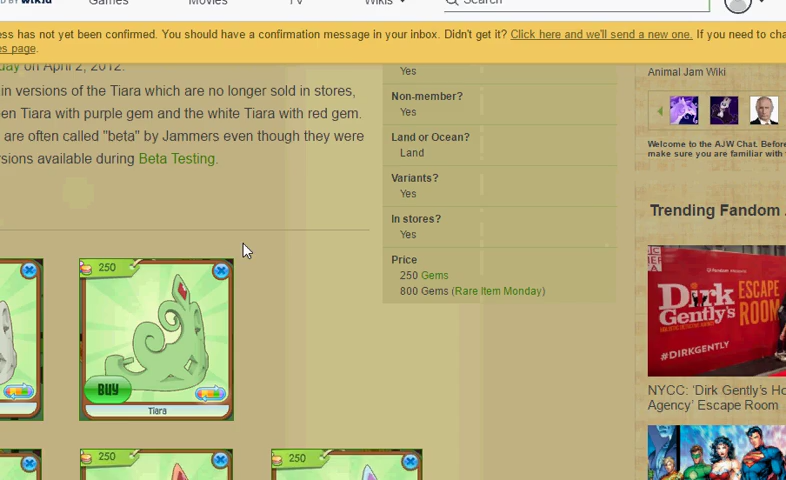 Games Movies TV Wikis Search
ess has not yet been confirmed. You should have a confirmation message in your inbox. Didn't get it? Click here and we'll send a new one. If you need to cha
es page.
day on April 2, 2012.
in versions of the Tiara which are no longer sold in stores,
en Tiara with purple gem and the white Tiara with red gem.
are often called "beta" by Jammers even though they were
rsions available during Beta Testing.
Yes
Non-member?
Yes
Land or Ocean?
Land
Variants?
Yes
In stores?
Yes
Price
250 Gems
800 Gems (Rare Item Monday)
Animal Jam Wiki
Welcome to the AJW Chat. Before
make sure you are familiar with
Trending Fandom
Dirk
Gently's
ESCAPE
ROOM
#DIRKGENTLY
NYCC: 'Dirk Gently's Ho
Agency' Escape Room
250
BUY
Tiara
250
250